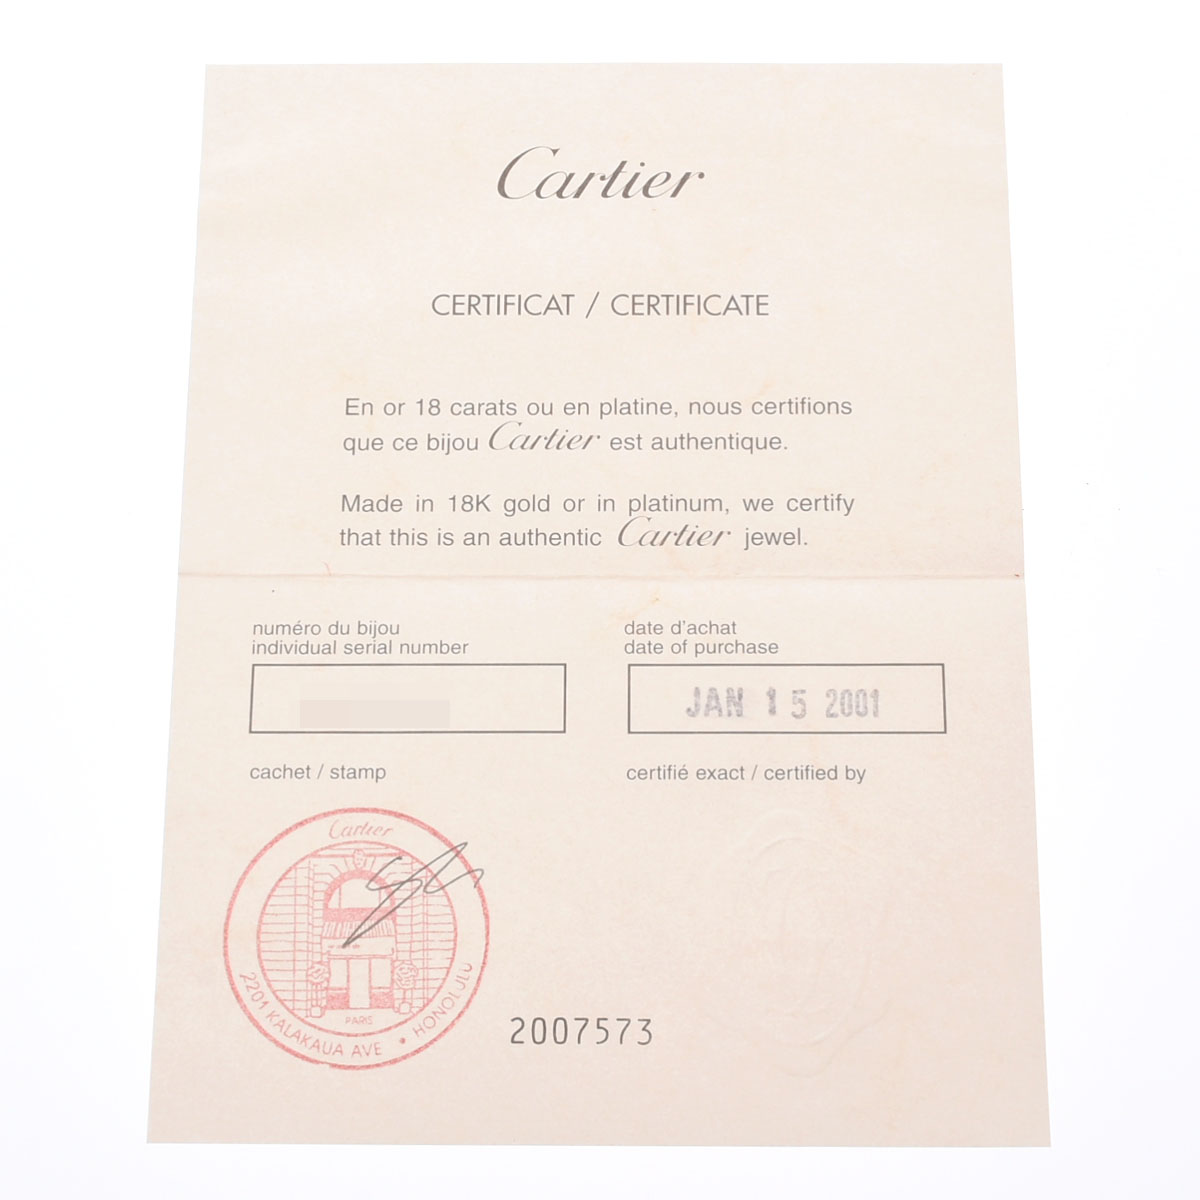 Cartier
CERTIFICAT / CERTIFICATE
En or 18 carats ou en platine, nous certifions
que ce bijou Cartier est authentique.
Made in 18K gold or in platinum, we certify
that this is an authentic Cartier jewel.
numéro du bijou
individual serial number
date d'achat
date of purchase
JAN 15 2001
cachet / stamp
certifié exact / certified by
Cartier
PARIS
2201 KALAKAUA AVE • HONOLULU
2007573